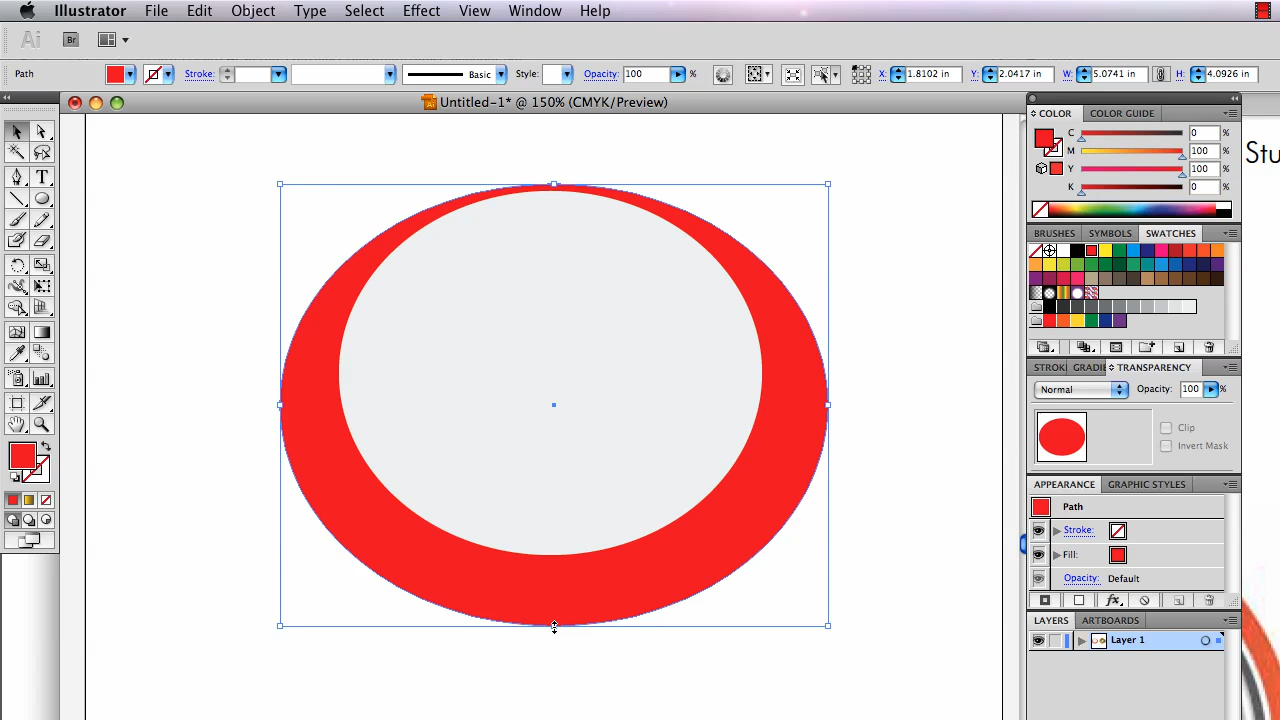 Illustrator File Edit Object Type Select Effect View Window Help
Ai Br
Path Stroke: Basic Style: Opacity: 100 % X: 1.8102 in Y: 2.0417 in W: 5.0741 in H: 4.0926 in
Untitled-1* @ 150% (CMYK/Preview)
COLOR COLOR GUIDE
C 0 %
M 100 %
Y 100 %
K 0 %
Stu
BRUSHES SYMBOLS SWATCHES
STROK GRADIE TRANSPARENCY
Normal Opacity: 100 %
Clip
Invert Mask
APPEARANCE GRAPHIC STYLES
Path
Stroke:
Fill:
Opacity: Default
fx
LAYERS ARTBOARDS
Layer 1